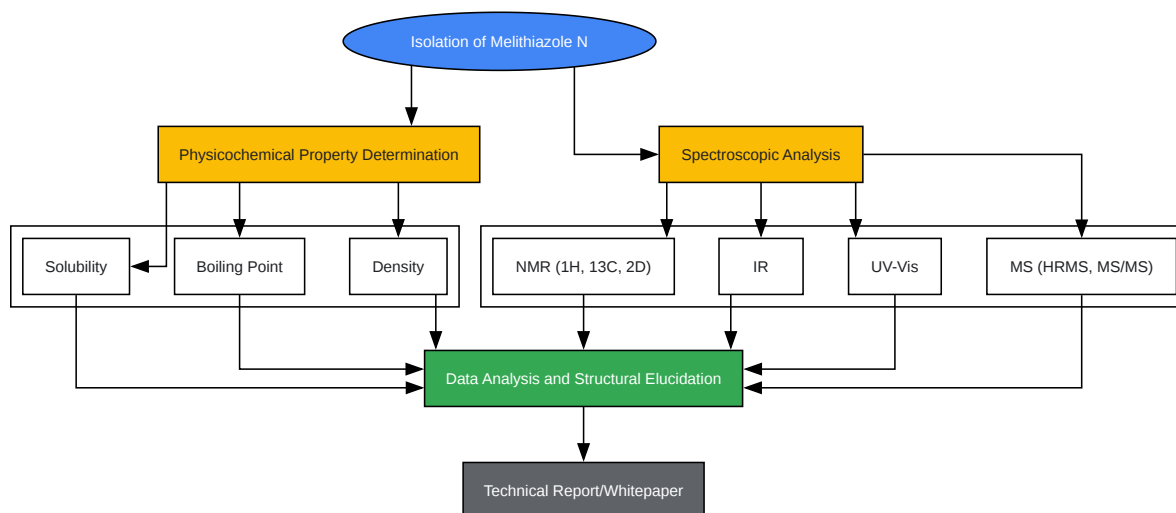 Isolation of Melithiazole N
Physicochemical Property Determination
Spectroscopic Analysis
Solubility
Boiling Point
Density
NMR (1H, 13C, 2D)
IR
UV-Vis
MS (HRMS, MS/MS)
Data Analysis and Structural Elucidation
Technical Report/Whitepaper